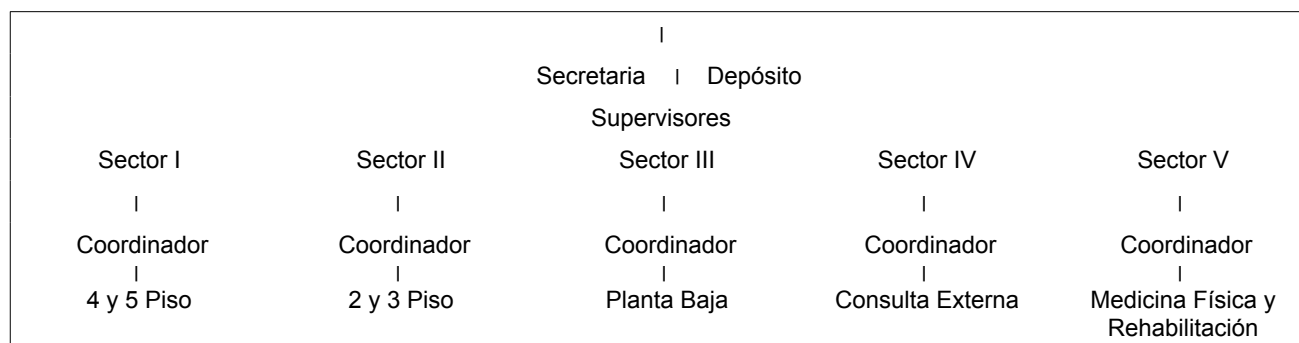 I
Secretaria I Depósito
Supervisores
Sector I Sector II Sector III Sector IV Sector V
I I I I I
Coordinador Coordinador Coordinador Coordinador Coordinador
I I I I I
4 y 5 Piso 2 y 3 Piso Planta Baja Consulta Externa Medicina Física y
Rehabilitación